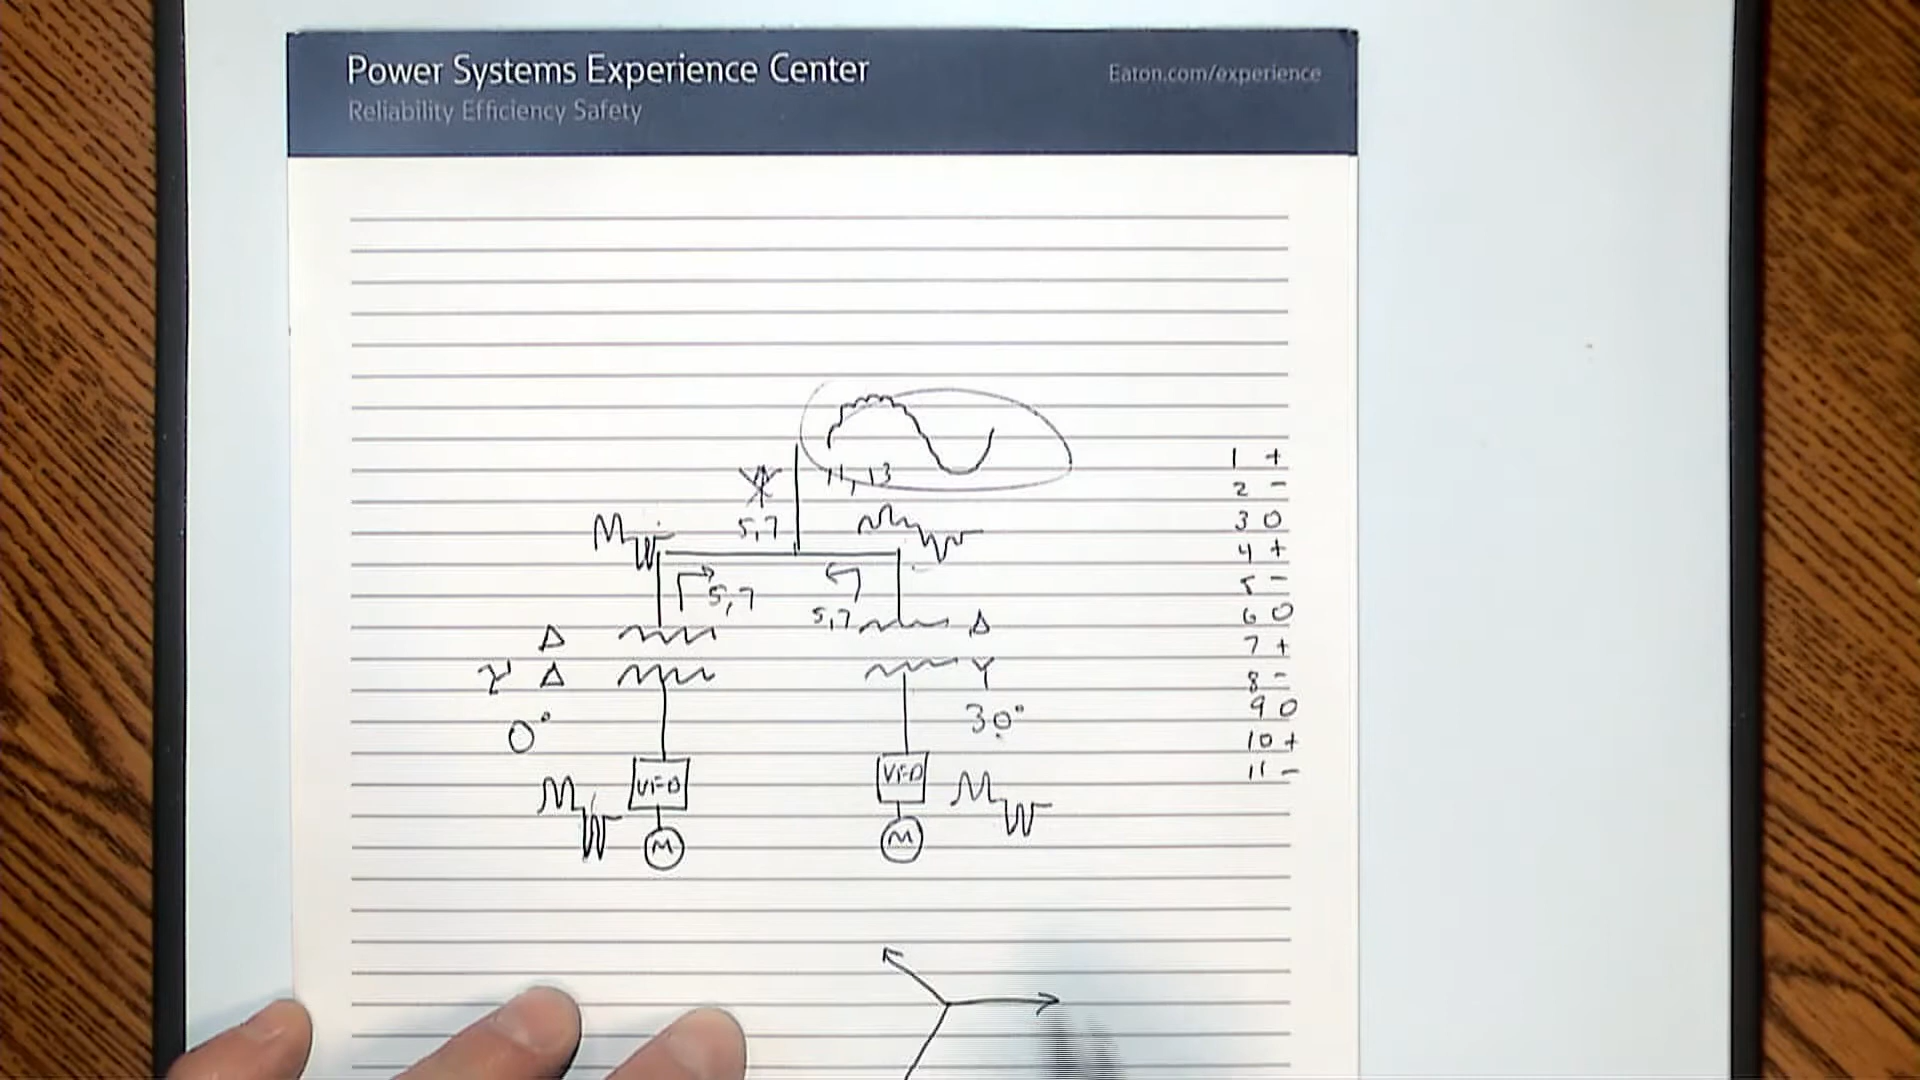 Power Systems Experience Center
Eaton.com/experience
Reliability Efficiency Safety
11, 13
5,7
5,7
5,7
Δ
Δ
Y
Δ
Y
0°
30°
VFD
M
VFD
M
1 +
2 -
3 0
4 +
5 -
6 0
7 +
8 -
9 0
10 +
11 -